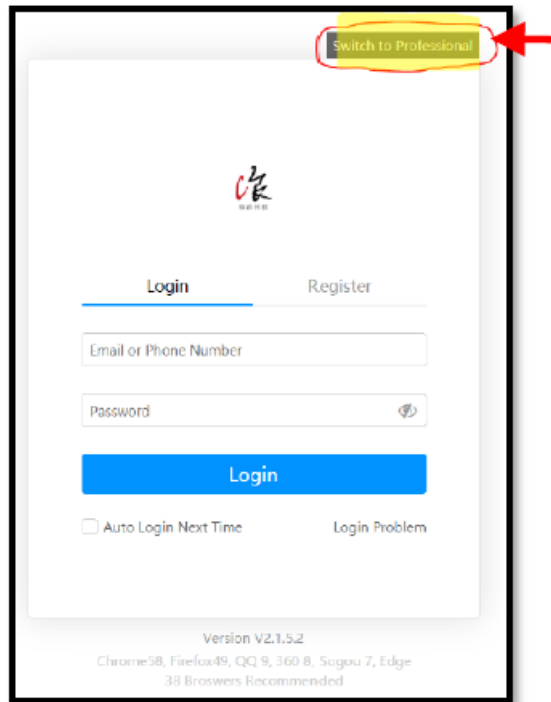 Switch to Professional
Login
Register
Email or Phone Number
Password
Login
Auto Login Next Time
Login Problem
Version V2.1.5.2
Chrome58, Firefox49, QQ 9, 360 8, Sogou 7, Edge
38 Broswers Recommended